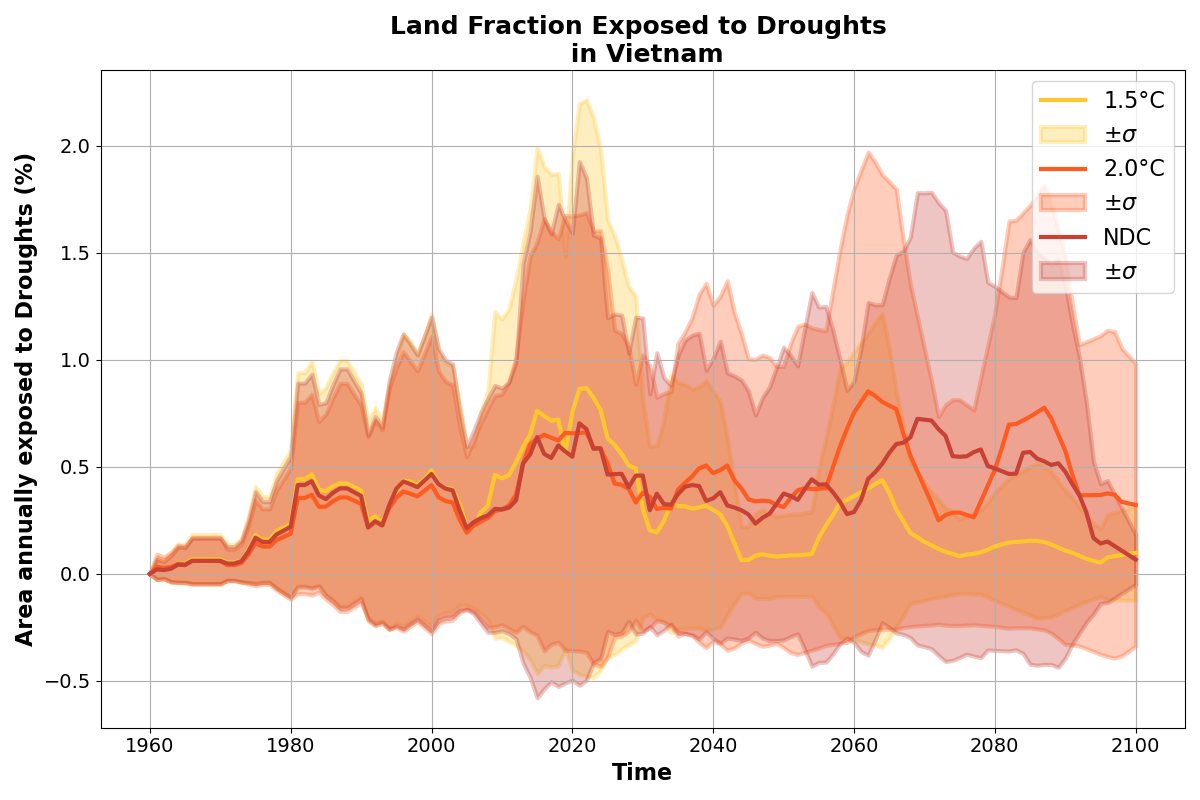 Land Fraction Exposed to Droughts
in Vietnam
Area annually exposed to Droughts (%)
2.0
1.5
1.0
0.5
0.0
−0.5
1960 1980 2000 2020 2040 2060 2080 2100
Time
1.5°C
±σ
2.0°C
±σ
NDC
±σ